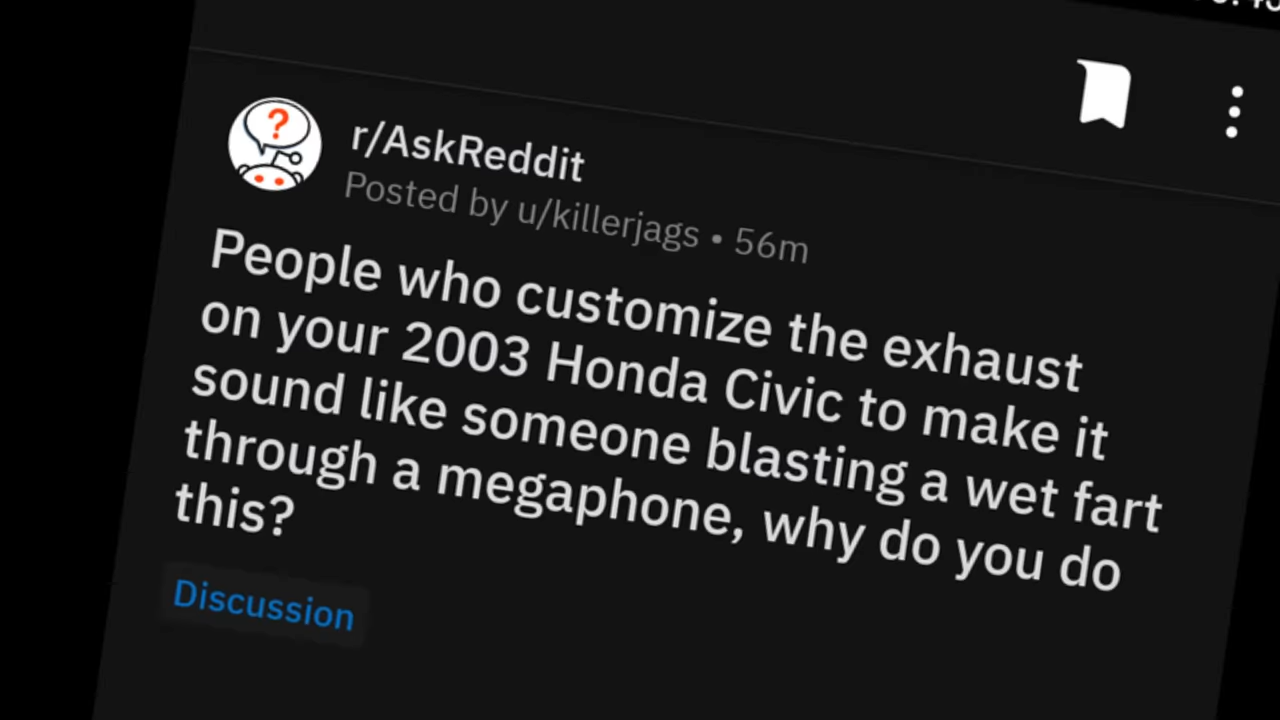 r/AskReddit
Posted by u/killerjags • 56m
People who customize the exhaust
on your 2003 Honda Civic to make it
sound like someone blasting a wet fart
through a megaphone, why do you do
this?
Discussion